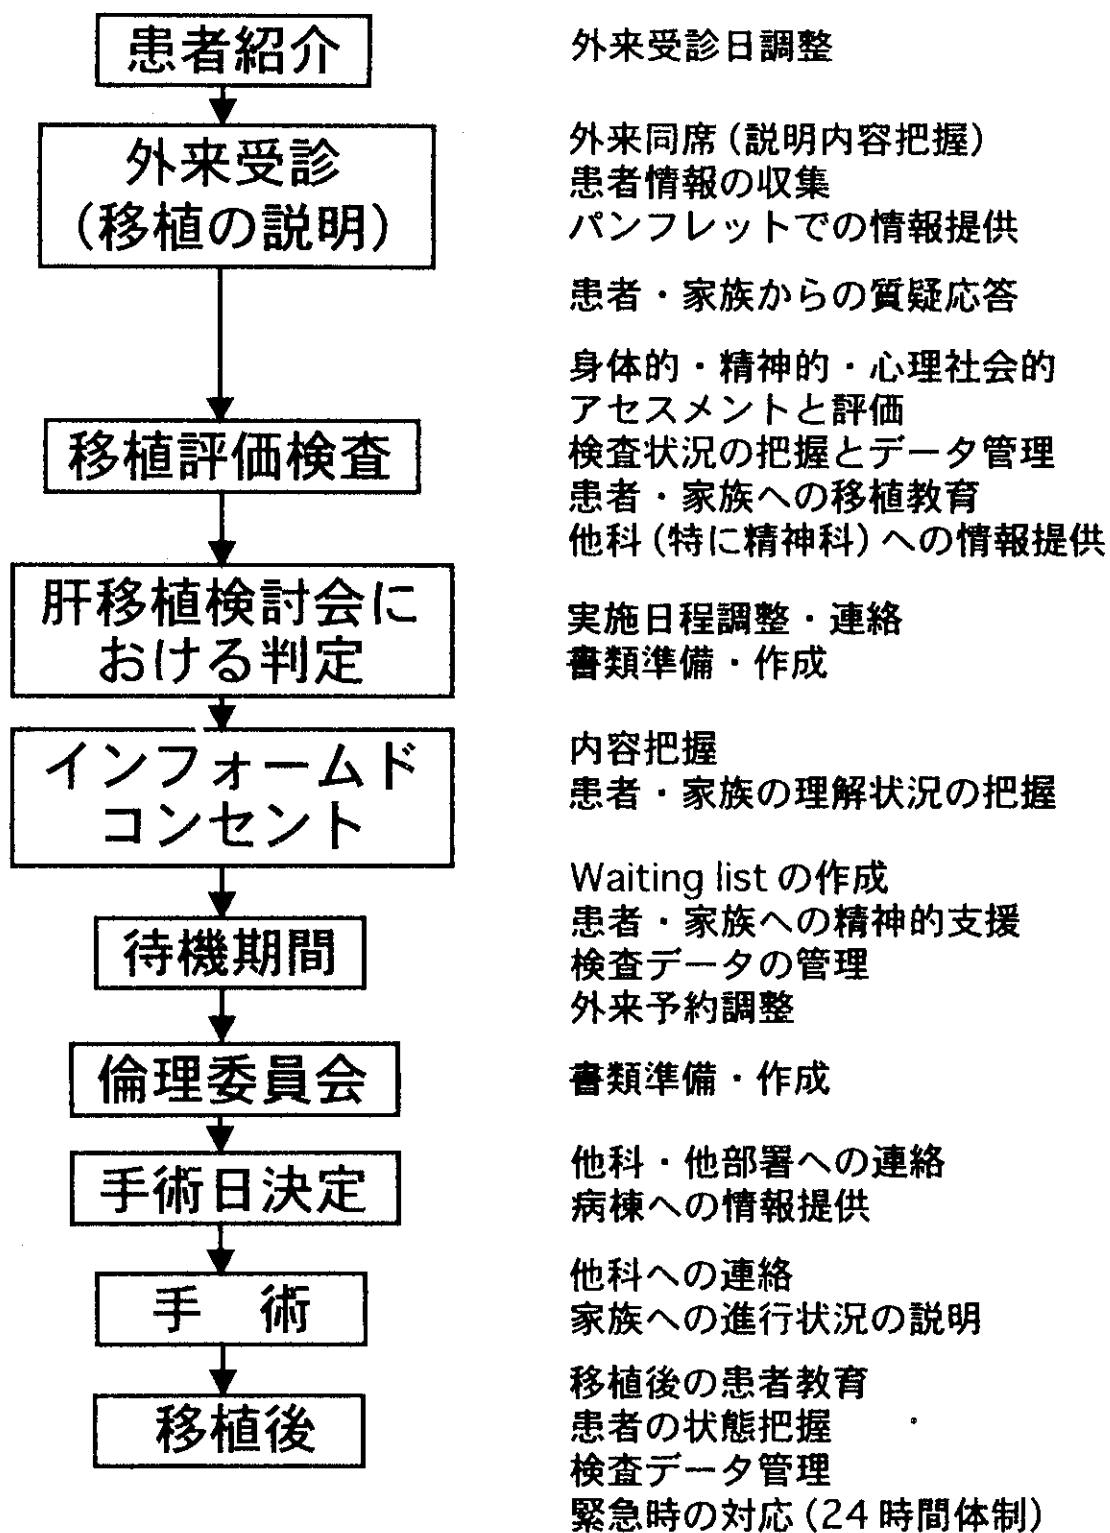 患者紹介
外来受診日調整
外来受診
(移植の説明)
外来同席(説明内容把握)
患者情報の収集
パンフレットでの情報提供
患者・家族からの質疑応答
移植評価検査
身体的・精神的・心理社会的
アセスメントと評価
検査状況の把握とデータ管理
患者・家族への移植教育
他科(特に精神科)への情報提供
肝移植検討会に
おける判定
実施日程調整・連絡
書類準備・作成
インフォームド
コンセント
内容把握
患者・家族の理解状況の把握
待機期間
Waiting list の作成
患者・家族への精神的支援
検査データの管理
外来予約調整
倫理委員会
書類準備・作成
手術日決定
他科・他部署への連絡
病棟への情報提供
手 術
他科への連絡
家族への進行状況の説明
移植後
移植後の患者教育
患者の状態把握
検査データ管理
緊急時の対応(24時間体制)